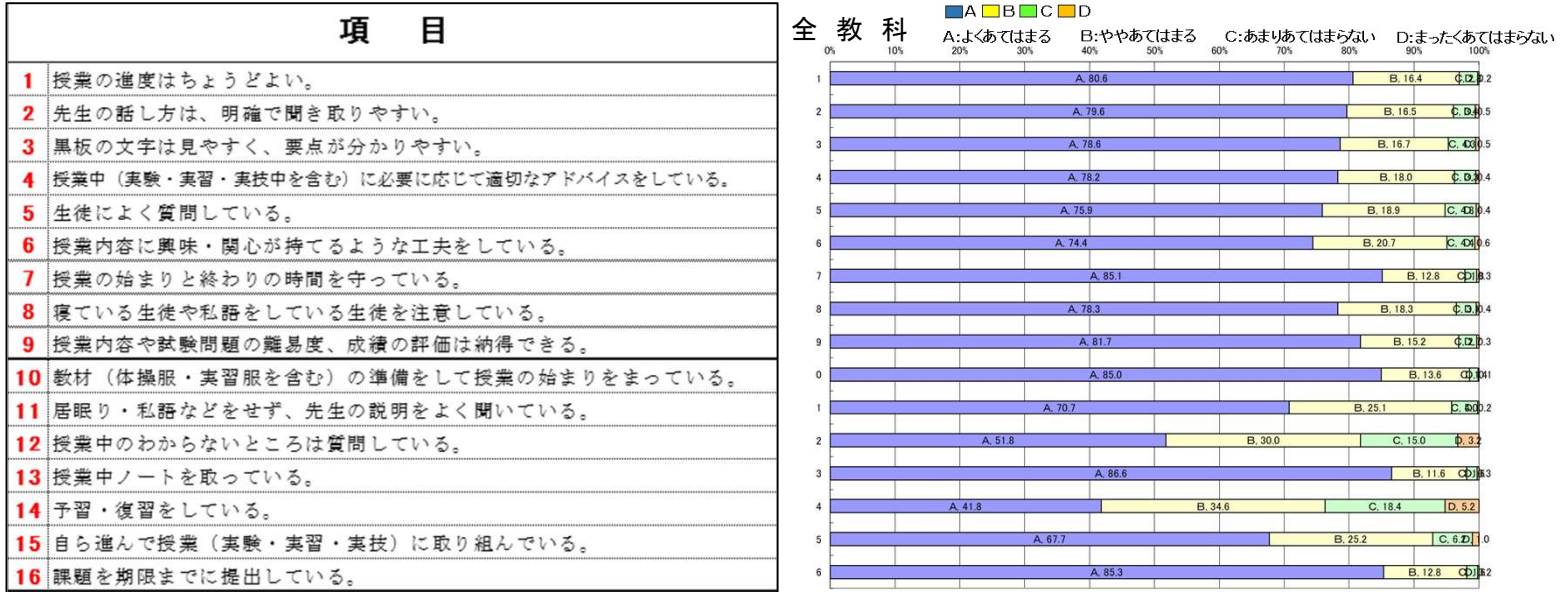 項　目
1 授業の進度はちょうどよい。
2 先生の話し方は、明確で聞き取りやすい。
3 黒板の文字は見やすく、要点が分かりやすい。
4 授業中（実験・実習・実技中を含む）に必要に応じて適切なアドバイスをしている。
5 生徒によく質問している。
6 授業内容に興味・関心が持てるような工夫をしている。
7 授業の始まりと終わりの時間を守っている。
8 寝ている生徒や私語をしている生徒を注意している。
9 授業内容や試験問題の難易度、成績の評価は納得できる。
10 教材（体操服・実習服を含む）の準備をして授業の始まりをまっている。
11 居眠り・私語などをせず、先生の説明をよく聞いている。
12 授業中のわからないところは質問している。
13 授業中ノートを取っている。
14 予習・復習をしている。
15 自ら進んで授業（実験・実習・実技）に取り組んでいる。
16 課題を期限までに提出している。
A B C D
全 教 科
A:よくあてはまる B:ややあてはまる C:あまりあてはまらない D:まったくあてはまらない
0% 10% 20% 30% 40% 50% 60% 70% 80% 90% 100%
1 A, 80.6 B, 16.4
2 A, 79.6 B, 16.5
3 A, 78.6 B, 16.7
4 A, 78.2 B, 18.0
5 A, 75.9 B, 18.9
6 A, 74.4 B, 20.7
7 A, 85.1 B, 12.8
8 A, 78.3 B, 18.3
9 A, 81.7 B, 15.2
0 A, 85.0 B, 13.6
1 A, 70.7 B, 25.1
2 A, 51.8 B, 30.0 C, 15.0 D, 3.2
3 A, 86.6 B, 11.6
4 A, 41.8 B, 34.6 C, 18.4 D, 5.2
5 A, 67.7 B, 25.2
6 A, 85.3 B, 12.8